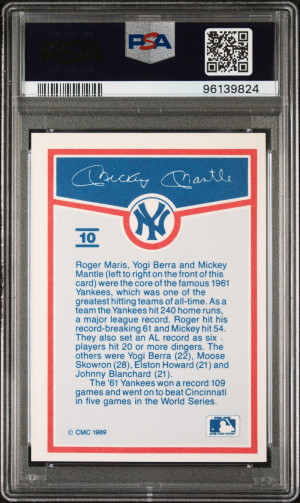 PSA
96139824
Mickey Mantle
NY
10
Roger Maris, Yogi Berra and Mickey
Mantle (left to right on the front of this
card) were the core of the famous 1961
Yankees, which was one of the
greatest hitting teams of all-time. As a
team the Yankees hit 240 home runs,
a major league record. Roger hit his
record-breaking 61 and Mickey hit 54.
They also set an AL record as six
players hit 20 or more dingers. The
others were Yogi Berra (22), Moose
Skowron (28), Elston Howard (21) and
Johnny Blanchard (21).
The '61 Yankees won a record 109
games and went on to beat Cincinnati
in five games in the World Series.
© CMC 1989